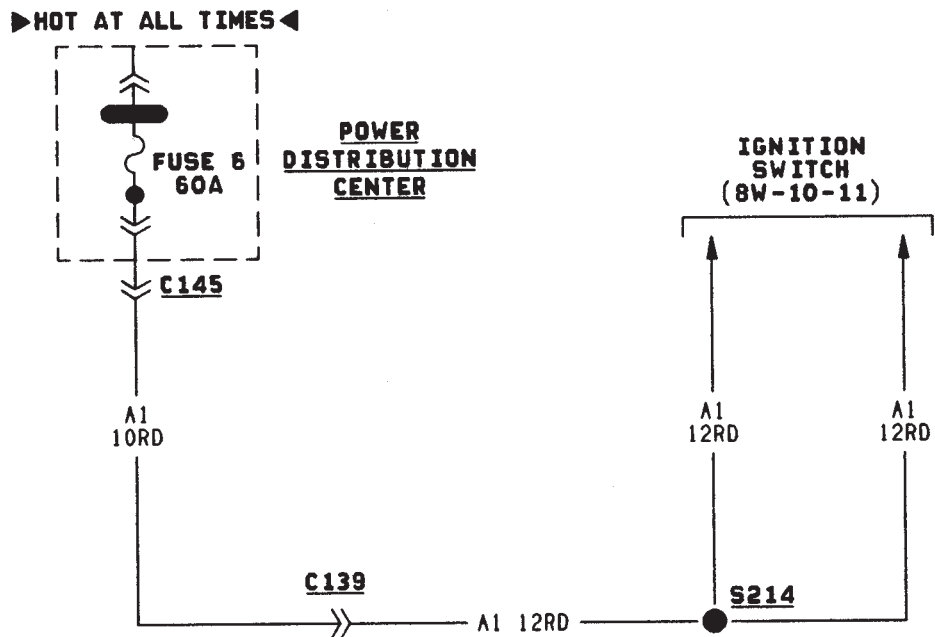 ▶HOT AT ALL TIMES◀
FUSE 6
60A
POWER
DISTRIBUTION
CENTER
IGNITION
SWITCH
(8W-10-11)
C145
A1
10RD
A1
12RD
A1
12RD
C139
A1 12RD
S214